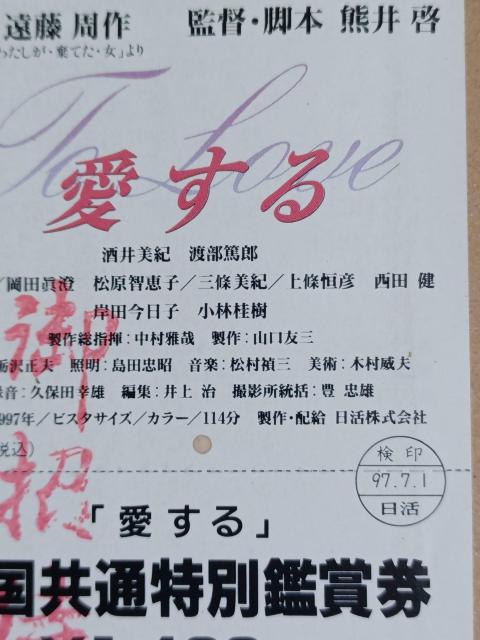 遠藤 周作 監督・脚本 熊井 啓
わたしが・棄てた・女」より
To Love
愛する
酒井美紀 渡部篤郎
／岡田眞澄 松原智恵子／三條美紀／上條恒彦 西田 健
岸田今日子 小林桂樹
製作総指揮：中村雅哉 製作：山口友三
栃沢正夫 照明：島田忠昭 音楽：松村禎三 美術：木村威夫
録音：久保田幸雄 編集：井上 治 撮影所統括：豊 忠雄
1997年／ビスタサイズ／カラー／114分 製作・配給 日活株式会社
税込）
検印
97.7.1
日活
御招
「愛する」
国共通特別鑑賞券